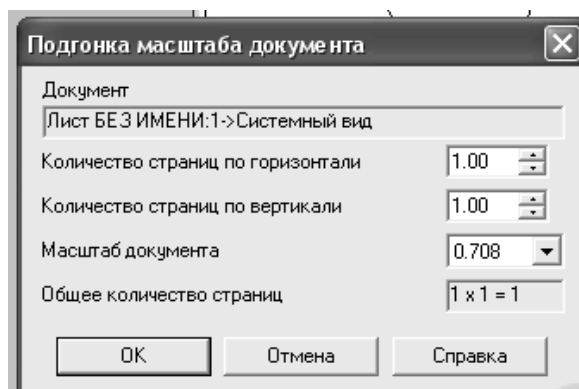 Подгонка масштаба документа
Документ
Лист БЕЗ ИМЕНИ:1->Системный вид
Количество страниц по горизонтали 1.00
Количество страниц по вертикали 1.00
Масштаб документа 0.708
Общее количество страниц 1 x 1 = 1
OK Отмена Справка